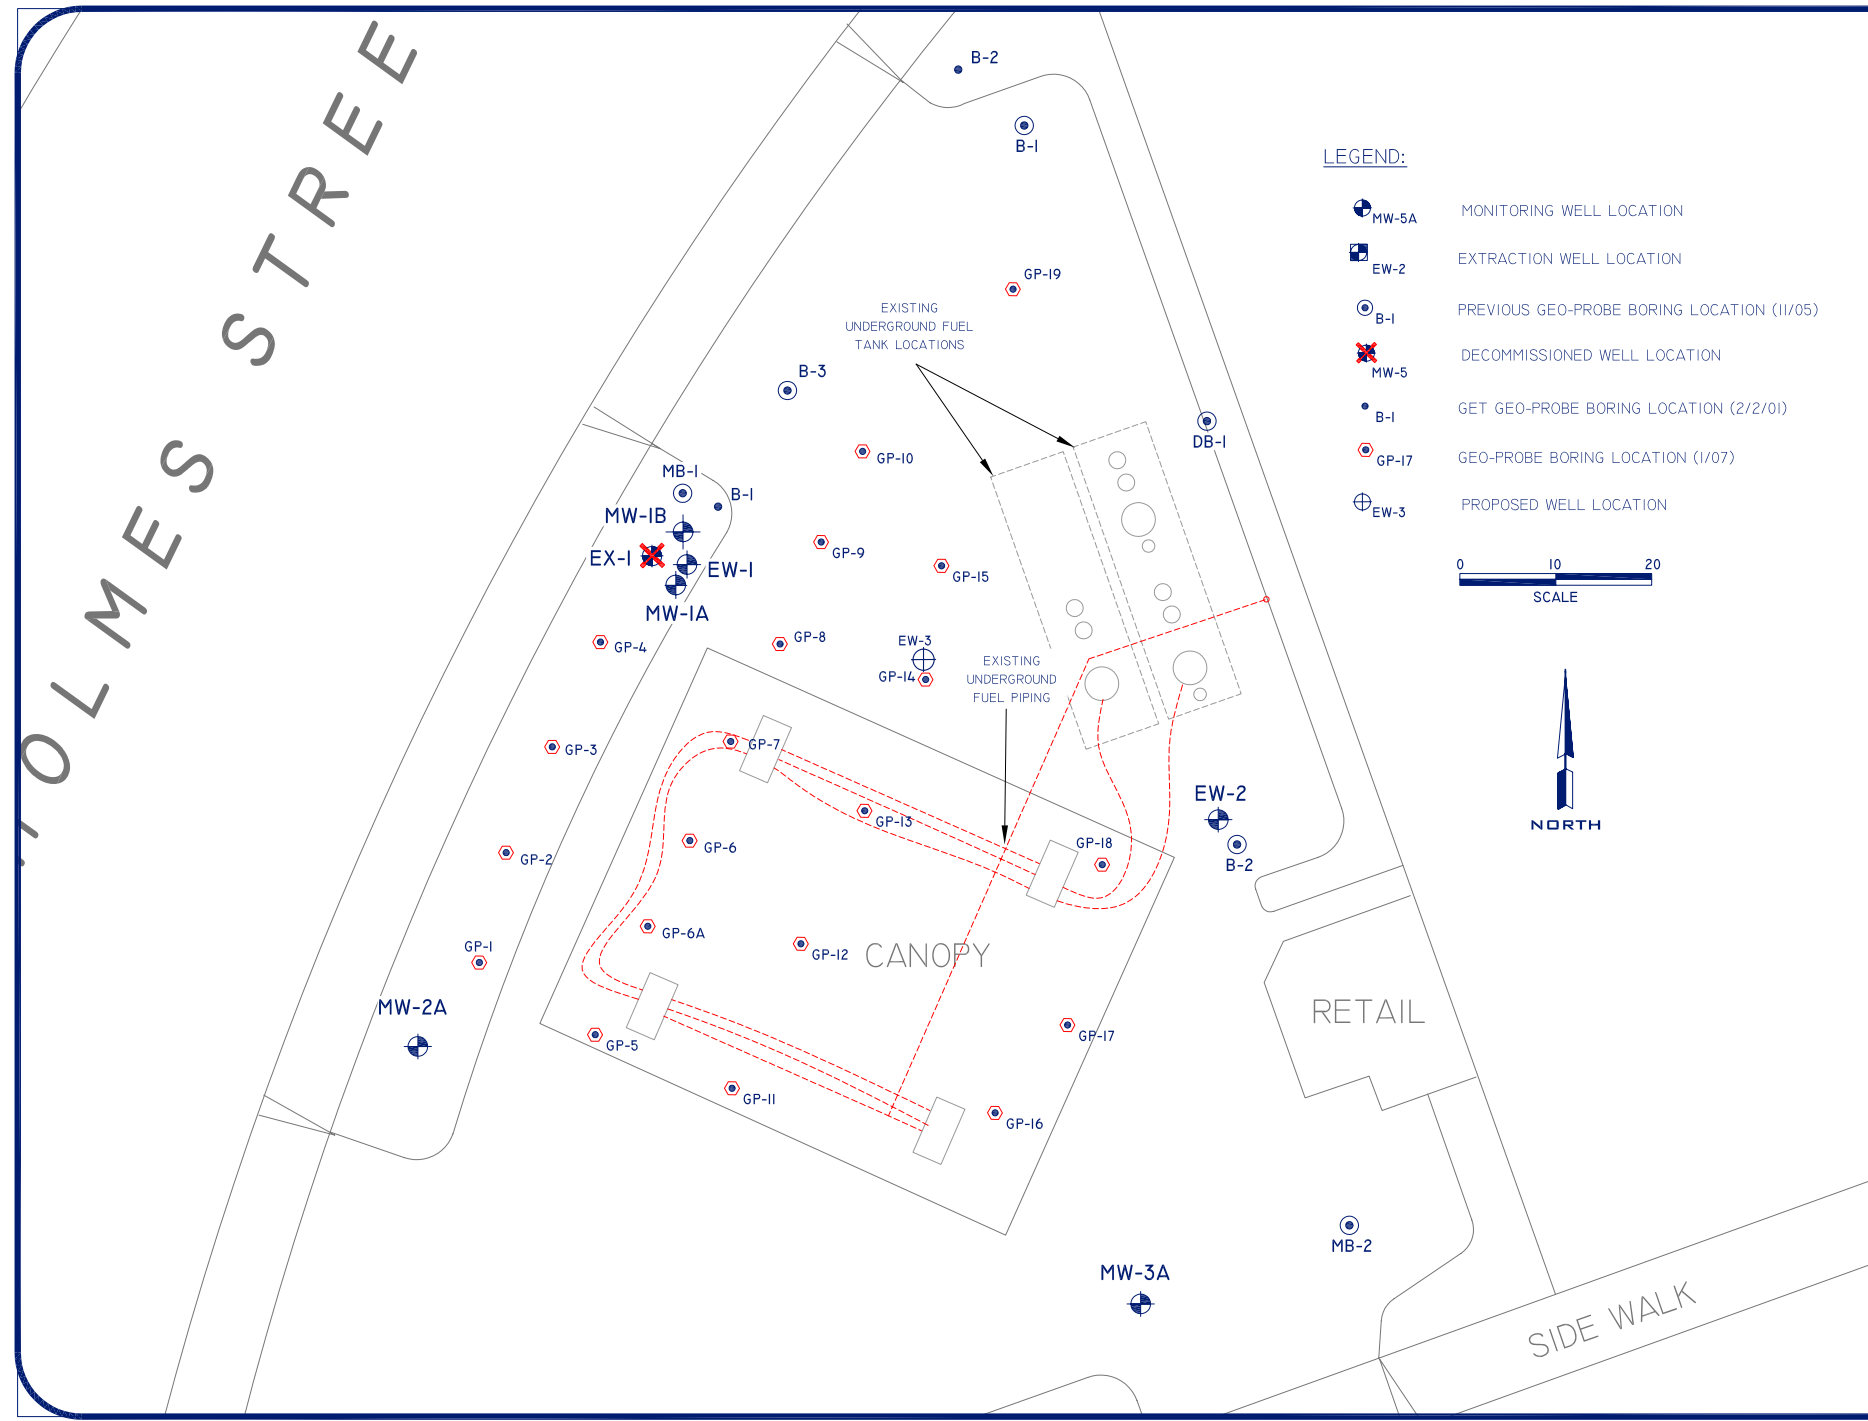 HOLMES STREE
B-2
B-1
LEGEND:
MW-5A MONITORING WELL LOCATION
EW-2 EXTRACTION WELL LOCATION
B-1 PREVIOUS GEO-PROBE BORING LOCATION (11/05)
MW-5 DECOMMISSIONED WELL LOCATION
B-1 GET GEO-PROBE BORING LOCATION (2/2/01)
GP-17 GEO-PROBE BORING LOCATION (1/07)
EW-3 PROPOSED WELL LOCATION
0 10 20
SCALE
NORTH
GP-19
EXISTING
UNDERGROUND FUEL
TANK LOCATIONS
B-3
DB-1
GP-10
MB-1
B-1
MW-1B
EX-1
EW-1
MW-1A
GP-9
GP-15
GP-4
GP-8
EW-3
GP-14
EXISTING
UNDERGROUND
FUEL PIPING
GP-3
GP-7
EW-2
B-2
GP-13
GP-6
GP-18
GP-2
GP-6A
GP-12
CANOPY
GP-1
MW-2A
RETAIL
GP-5
GP-17
GP-11
GP-16
MB-2
MW-3A
SIDE WALK